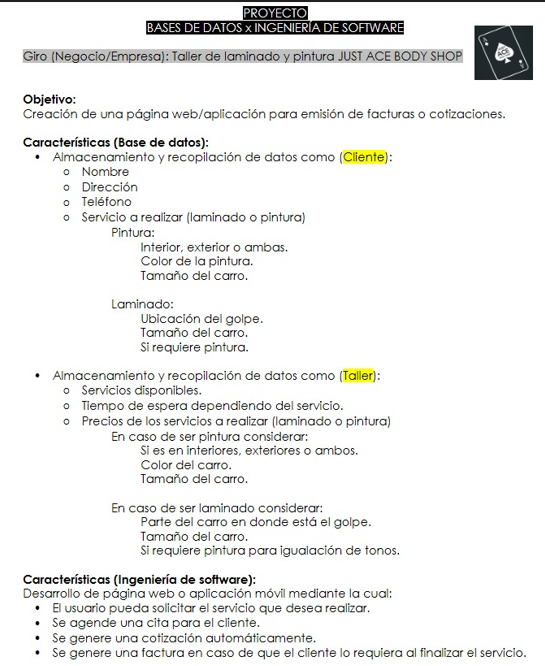 PROYECTO
BASES DE DATOS x INGENIERÍA DE SOFTWARE
Giro (Negocio/Empresa): Taller de laminado y pintura JUST ACE BODY SHOP
ACE
Objetivo:
Creación de una página web/aplicación para emisión de facturas o cotizaciones.
Características (Base de datos):
• Almacenamiento y recopilación de datos como (Cliente):
o Nombre
o Dirección
o Teléfono
o Servicio a realizar (laminado o pintura)
Pintura:
Interior, exterior o ambas.
Color de la pintura.
Tamaño del carro.
Laminado:
Ubicación del golpe.
Tamaño del carro.
Si requiere pintura.
• Almacenamiento y recopilación de datos como (Taller):
o Servicios disponibles.
o Tiempo de espera dependiendo del servicio.
o Precios de los servicios a realizar (laminado o pintura)
En caso de ser pintura considerar:
Si es en interiores, exteriores o ambos.
Color del carro.
Tamaño del carro.
En caso de ser laminado considerar:
Parte del carro en donde está el golpe.
Tamaño del carro.
Si requiere pintura para igualación de tonos.
Características (Ingeniería de software):
Desarrollo de página web o aplicación móvil mediante la cual:
• El usuario pueda solicitar el servicio que desea realizar.
• Se agende una cita para el cliente.
• Se genere una cotización automáticamente.
• Se genere una factura en caso de que el cliente lo requiera al finalizar el servicio.